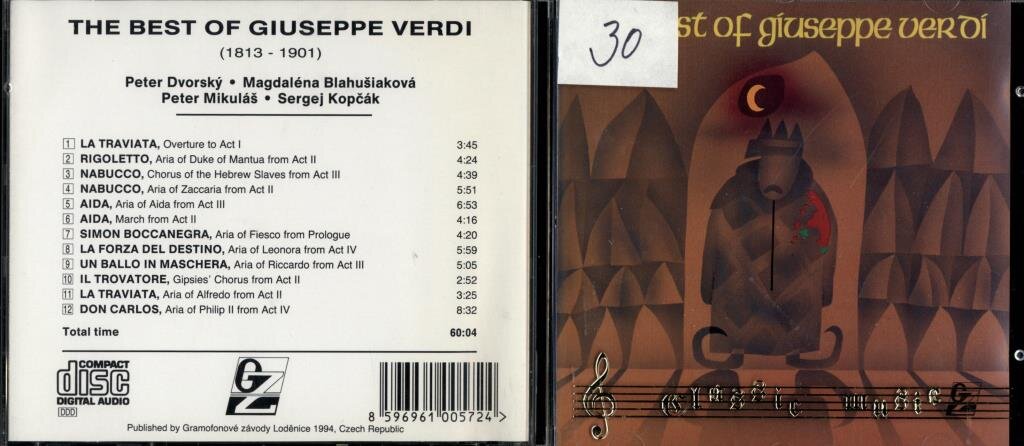 THE BEST OF GIUSEPPE VERDI
(1813 - 1901)
Peter Dvorský • Magdaléna Blahušiaková
Peter Mikuláš • Sergej Kopčák
1 LA TRAVIATA, Overture to Act I 3:45
2 RIGOLETTO, Aria of Duke of Mantua from Act II 4:24
3 NABUCCO, Chorus of the Hebrew Slaves from Act III 4:39
4 NABUCCO, Aria of Zaccaria from Act II 5:51
5 AIDA, Aria of Aida from Act III 6:53
6 AIDA, March from Act II 4:16
7 SIMON BOCCANEGRA, Aria of Fiesco from Prologue 4:20
8 LA FORZA DEL DESTINO, Aria of Leonora from Act IV 5:59
9 UN BALLO IN MASCHERA, Aria of Riccardo from Act III 5:05
10 IL TROVATORE, Gipsies' Chorus from Act II 2:52
11 LA TRAVIATA, Aria of Alfredo from Act II 3:25
12 DON CARLOS, Aria of Philip II from Act IV 8:32
Total time 60:04
COMPACT
disc
DIGITAL AUDIO
DDD
GZ
8 596961 005724 >
Published by Gramofonové závody Loděnice 1994, Czech Republic
30
st of giuseppe verdi
Classic music
GZ